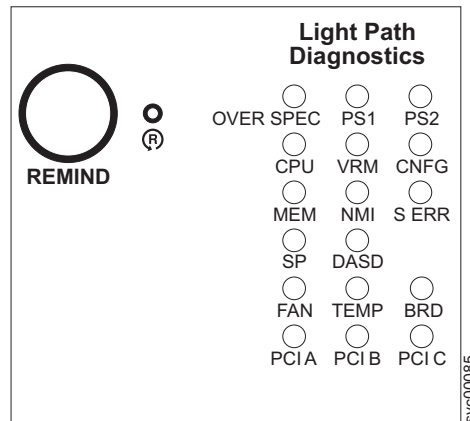 Light Path
Diagnostics
OVER SPEC PS1 PS2
R
REMIND
CPU VRM CNFG
MEM NMI S ERR
SP DASD
FAN TEMP BRD
PCI A PCI B PCI C
svc00085